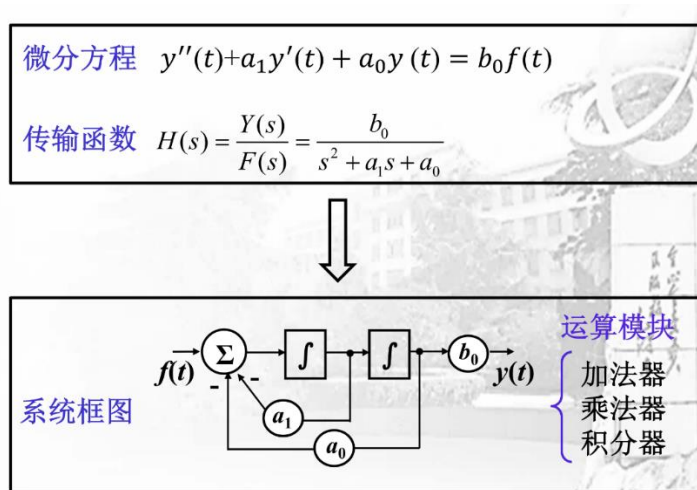 微分方程 y''(t)+a₁y'(t) + a₀y (t) = b₀f(t)
传输函数 H(s) = Y(s)/F(s) = b₀/(s² + a₁s + a₀)
运算模块
Σ ∫ ∫ b₀
f(t) - - y(t)
加法器
系统框图 a₁ 乘法器
a₀ 积分器